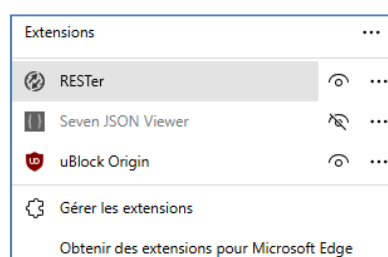 Extensions
RESTer
Seven JSON Viewer
uBlock Origin
Gérer les extensions
Obtenir des extensions pour Microsoft Edge